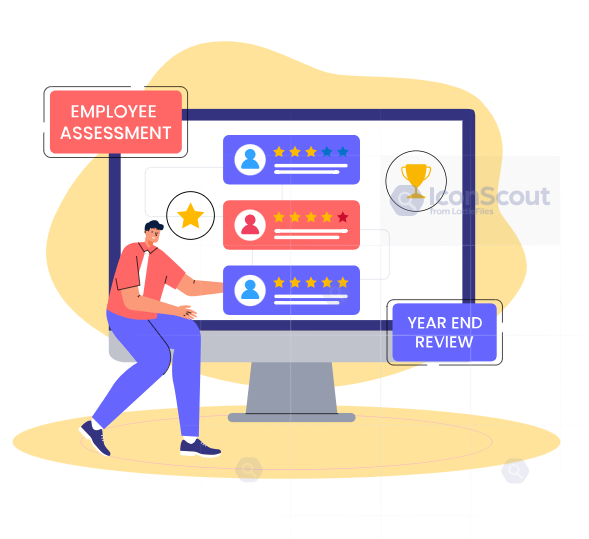 EMPLOYEE
ASSESSMENT
IconScout
from LottieFiles
YEAR END
REVIEW